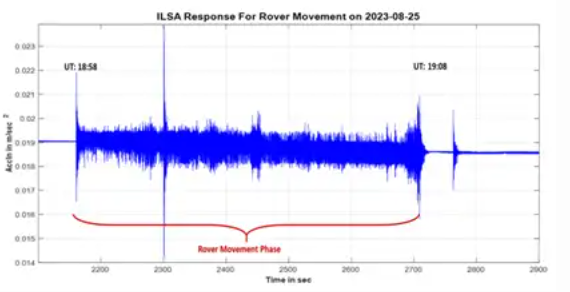 ILSA Response For Rover Movement on 2023-08-25
UT: 18:58
UT: 19:08
0.023
0.022
0.021
0.02
0.019
0.018
0.017
0.016
0.015
0.014
Accln in m/sec²
Rover Movement Phase
2200 2300 2400 2500 2600 2700 2800 2900
Time in sec